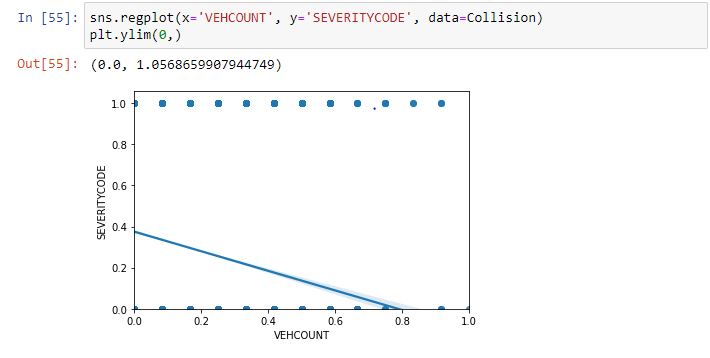 In [55]: sns.regplot(x='VEHCOUNT', y='SEVERITYCODE', data=Collision)
plt.ylim(0,)
Out[55]: (0.0, 1.0568659907944749)
1.0
0.8
0.6
0.4
0.2
0.0
SEVERITYCODE
0.0 0.2 0.4 0.6 0.8 1.0
VEHCOUNT